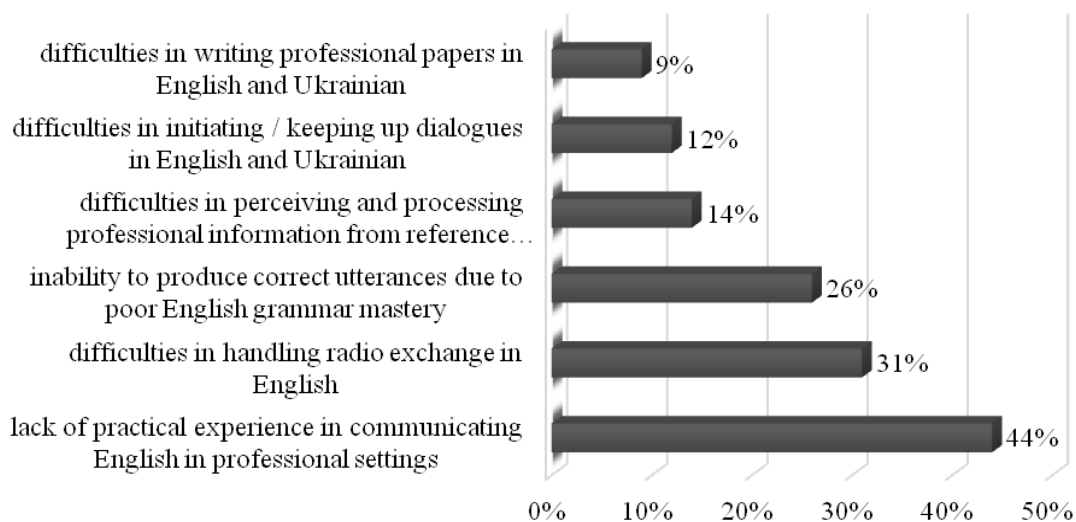 difficulties in writing professional papers in
English and Ukrainian
9%
difficulties in initiating / keeping up dialogues
in English and Ukrainian
12%
difficulties in perceiving and processing
professional information from reference…
14%
inability to produce correct utterances due to
poor English grammar mastery
26%
difficulties in handling radio exchange in
English
31%
lack of practical experience in communicating
English in professional settings
44%
0% 10% 20% 30% 40% 50%